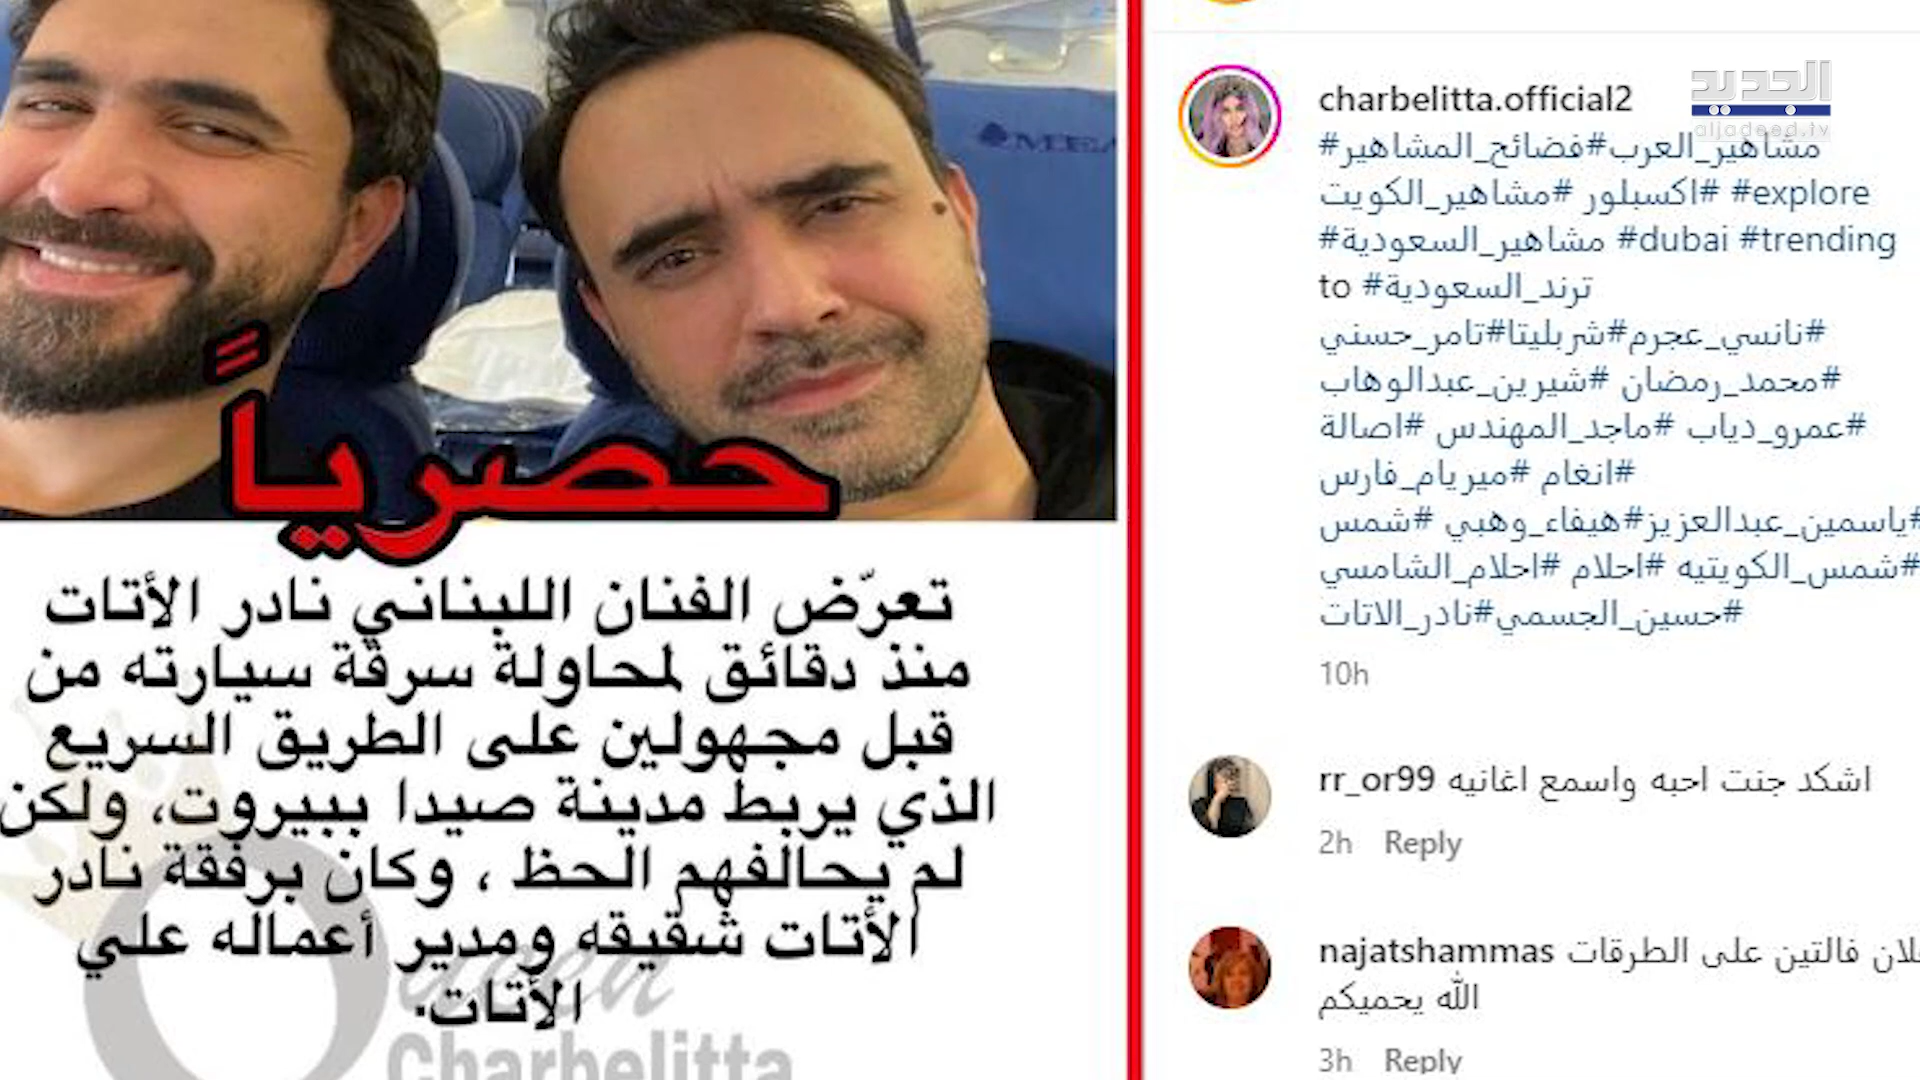 MEA
حصرياً
تعرّض الفنان اللبناني نادر الأتات
منذ دقائق لمحاولة سرقة سيارته من
قبل مجهولين على الطريق السريع
الذي يربط مدينة صيدا ببيروت، ولكن
لم يحالفهم الحظ ، وكان برفقة نادر
الأتات شقيقه ومدير أعماله علي
الأتات.
Queen
Charbelitta
الجديد
aljadeed.tv
charbelitta.official2
#مشاهير_العرب#فضائح_المشاهير
#اكسبلور #مشاهير_الكويت #explore
#مشاهير_السعودية #dubai #trending
to #ترند_السعودية
#نانسي_عجرم#شربليتا#تامر_حسني
#محمد_رمضان #شيرين_عبدالوهاب
#عمرو_دياب #ماجد_المهندس #اصالة
#انغام #ميريام_فارس
#ياسمين_عبدالعزيز#هيفاء_وهبي #شمس
#شمس_الكويتيه #احلام #احلام_الشامسي
#حسين_الجسمي#نادر_الاتات
10h
rr_or99 اشكد جنت احبه واسمع اغانيه
2h Reply
najatshammas فالتين على الطرقات
الله يحميكم
3h Reply